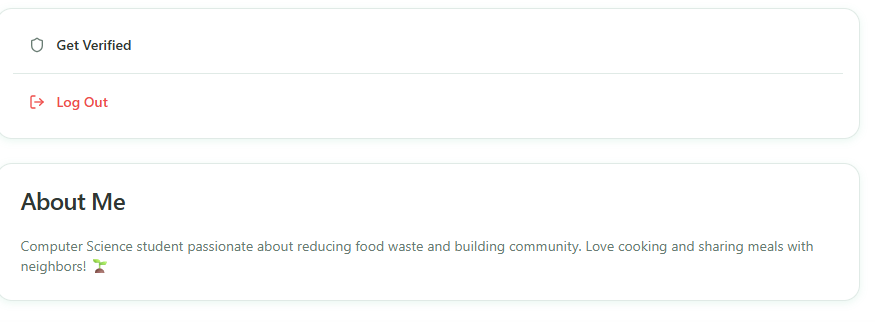 Get Verified
Log Out
About Me
Computer Science student passionate about reducing food waste and building community. Love cooking and sharing meals with
neighbors! 🌱